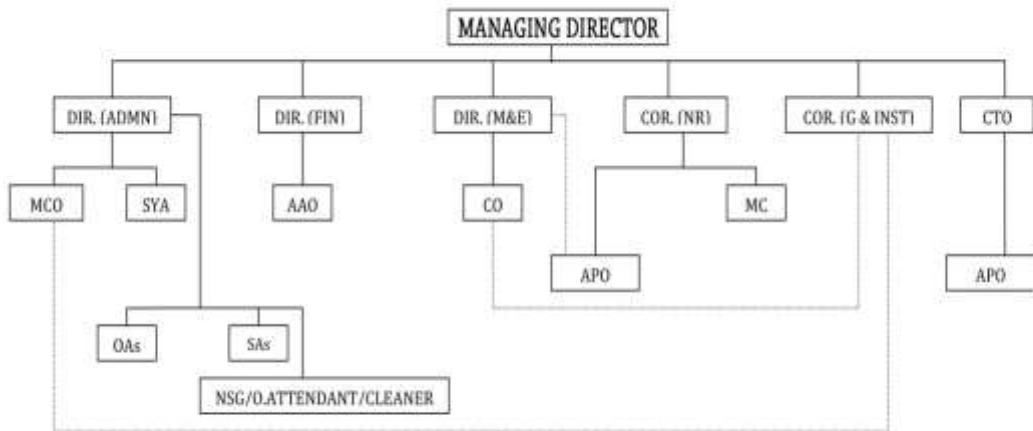 MANAGING DIRECTOR
DIR. (ADMN)
DIR. (FIN)
DIR. (M&E)
COR. (NR)
COR. (G & INST)
CTO
MCO
SYA
AAO
CO
MC
APO
APO
OAs
SAs
NSG/O.ATTENDANT/CLEANER